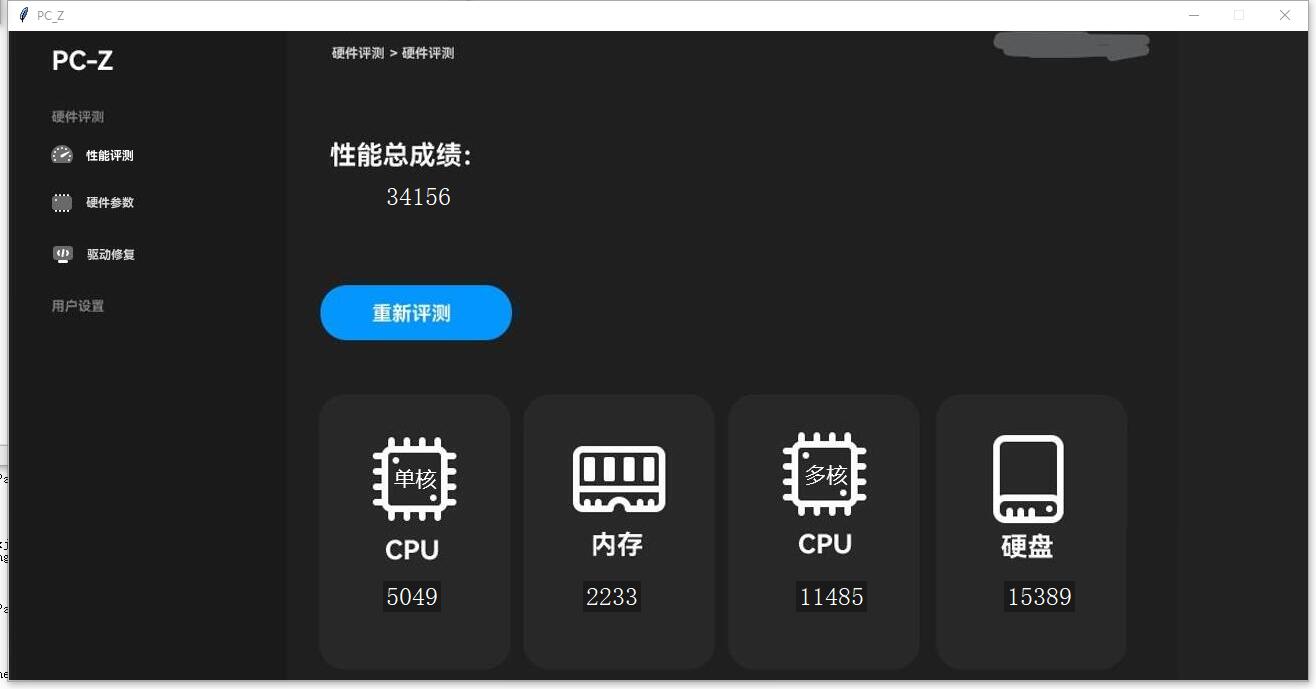 PC_Z
PC-Z
硬件评测
性能评测
硬件参数
驱动修复
用户设置
硬件评测 > 硬件评测
性能总成绩:
34156
重新评测
单核
CPU
5049
内存
2233
多核
CPU
11485
硬盘
15389